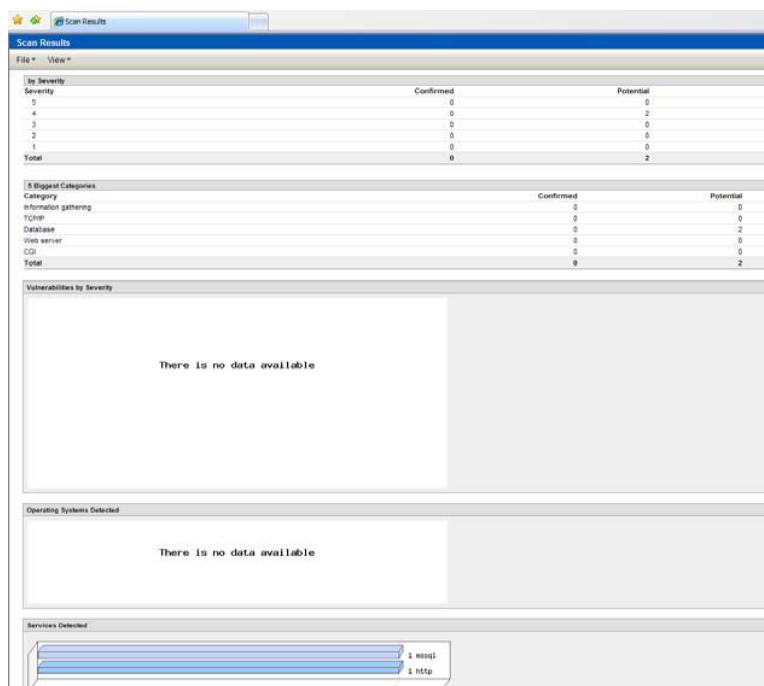 Scan Results
Scan Results
File View
by Severity
Severity Confirmed Potential
5 0 0
4 0 2
3 0 0
2 0 0
1 0 0
Total 0 2
5 Biggest Categories
Category Confirmed Potential
Information gathering 0 0
TCP/IP 0 0
Database 0 2
Web server 0 0
CGI 0 0
Total 0 2
Vulnerabilities by Severity
There is no data available
Operating Systems Detected
There is no data available
Services Detected
1 mssql
1 http